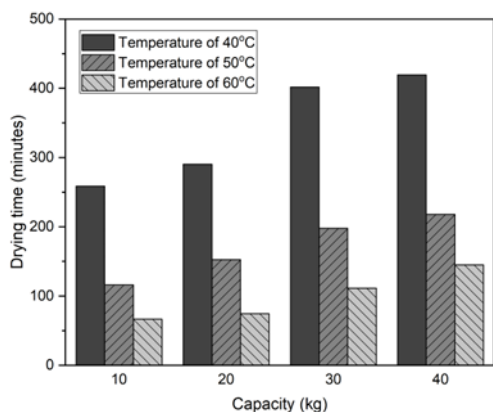 500
400
300
200
100
0
Drying time (minutes)
Temperature of 40°C
Temperature of 50°C
Temperature of 60°C
10 20 30 40
Capacity (kg)